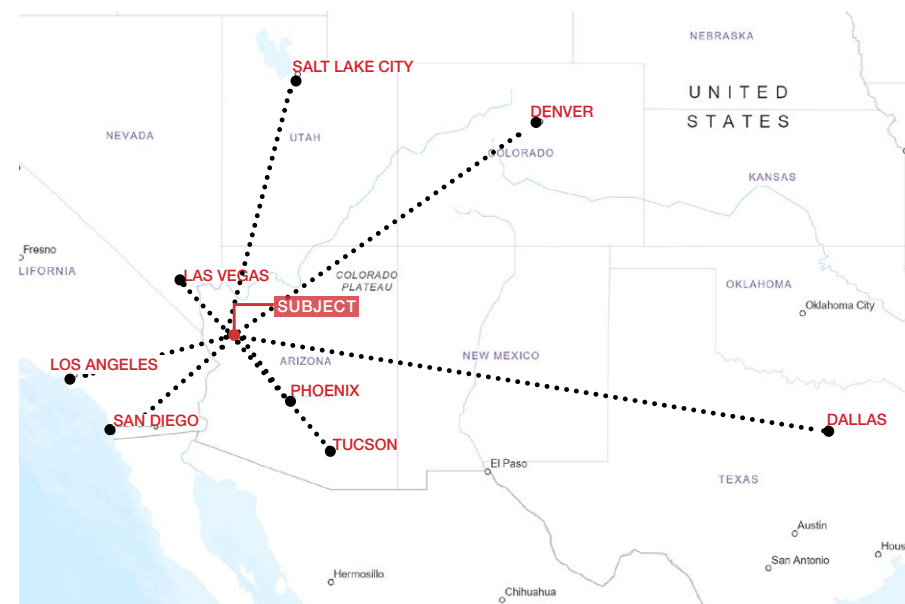 NEBRASKA
SALT LAKE CITY
UNITED
STATES
DENVER
NEVADA
UTAH
COLORADO
KANSAS
Fresno
LIFORNIA
LAS VEGAS
COLORADO
PLATEAU
OKLAHOMA
SUBJECT
Oklahoma City
LOS ANGELES
ARIZONA
NEW MEXICO
PHOENIX
SAN DIEGO
DALLAS
TUCSON
El Paso
TEXAS
Austin
Hous
San Antonio
Hermosillo
Chihuahua